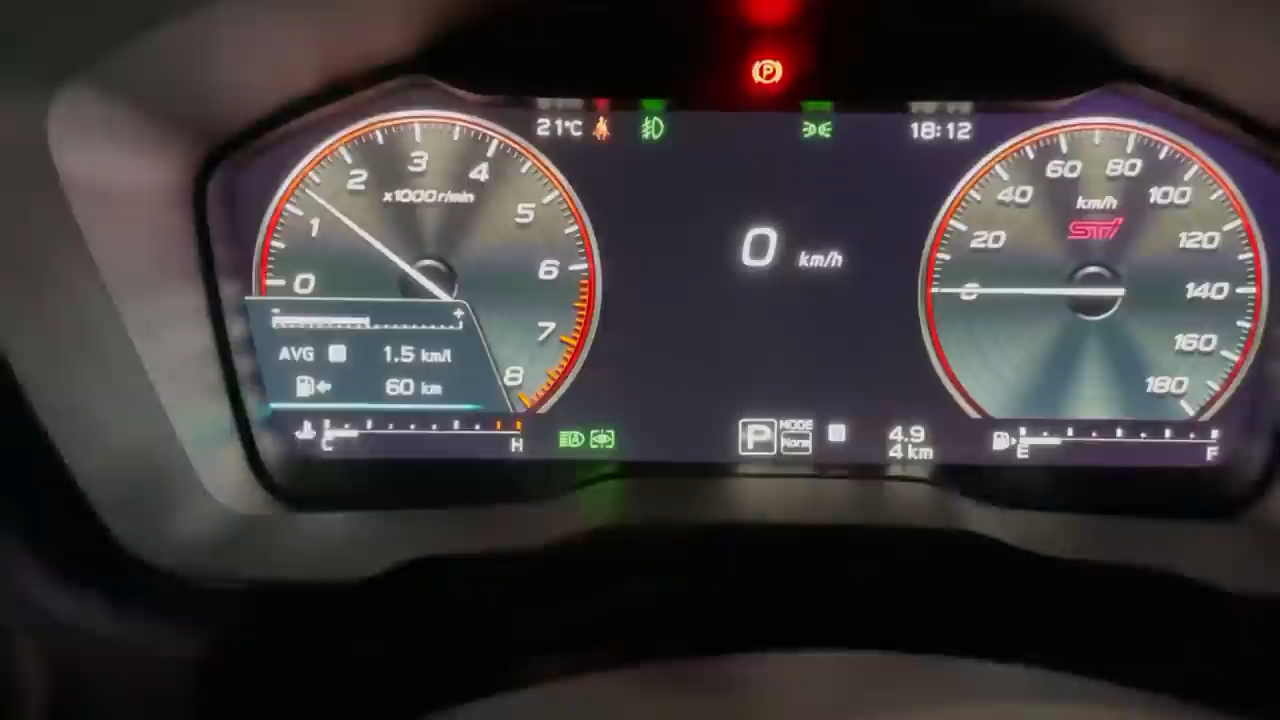 21°C
18:12
0 1 2 3 4 5 6 7 8
x1000r/min
0 km/h
0 20 40 60 80 100 120 140 160 180
km/h
STI
- +
AVG 1.5 km/l
60 km
C H
P MODE
Norm
4.9
4 km
E F